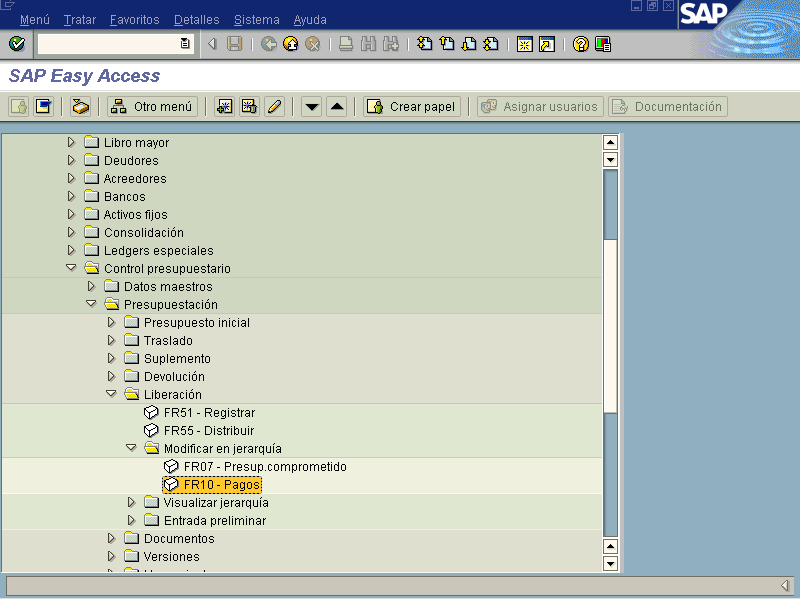 Menú Tratar Favoritos Detalles Sistema Ayuda
SAP
SAP Easy Access
Otro menú Crear papel Asignar usuarios Documentación
Libro mayor
Deudores
Acreedores
Bancos
Activos fijos
Consolidación
Ledgers especiales
Control presupuestario
Datos maestros
Presupuestación
Presupuesto inicial
Traslado
Suplemento
Devolución
Liberación
FR51 - Registrar
FR55 - Distribuir
Modificar en jerarquía
FR07 - Presup.comprometido
FR10 - Pagos
Visualizar jerarquía
Entrada preliminar
Documentos
Versiones